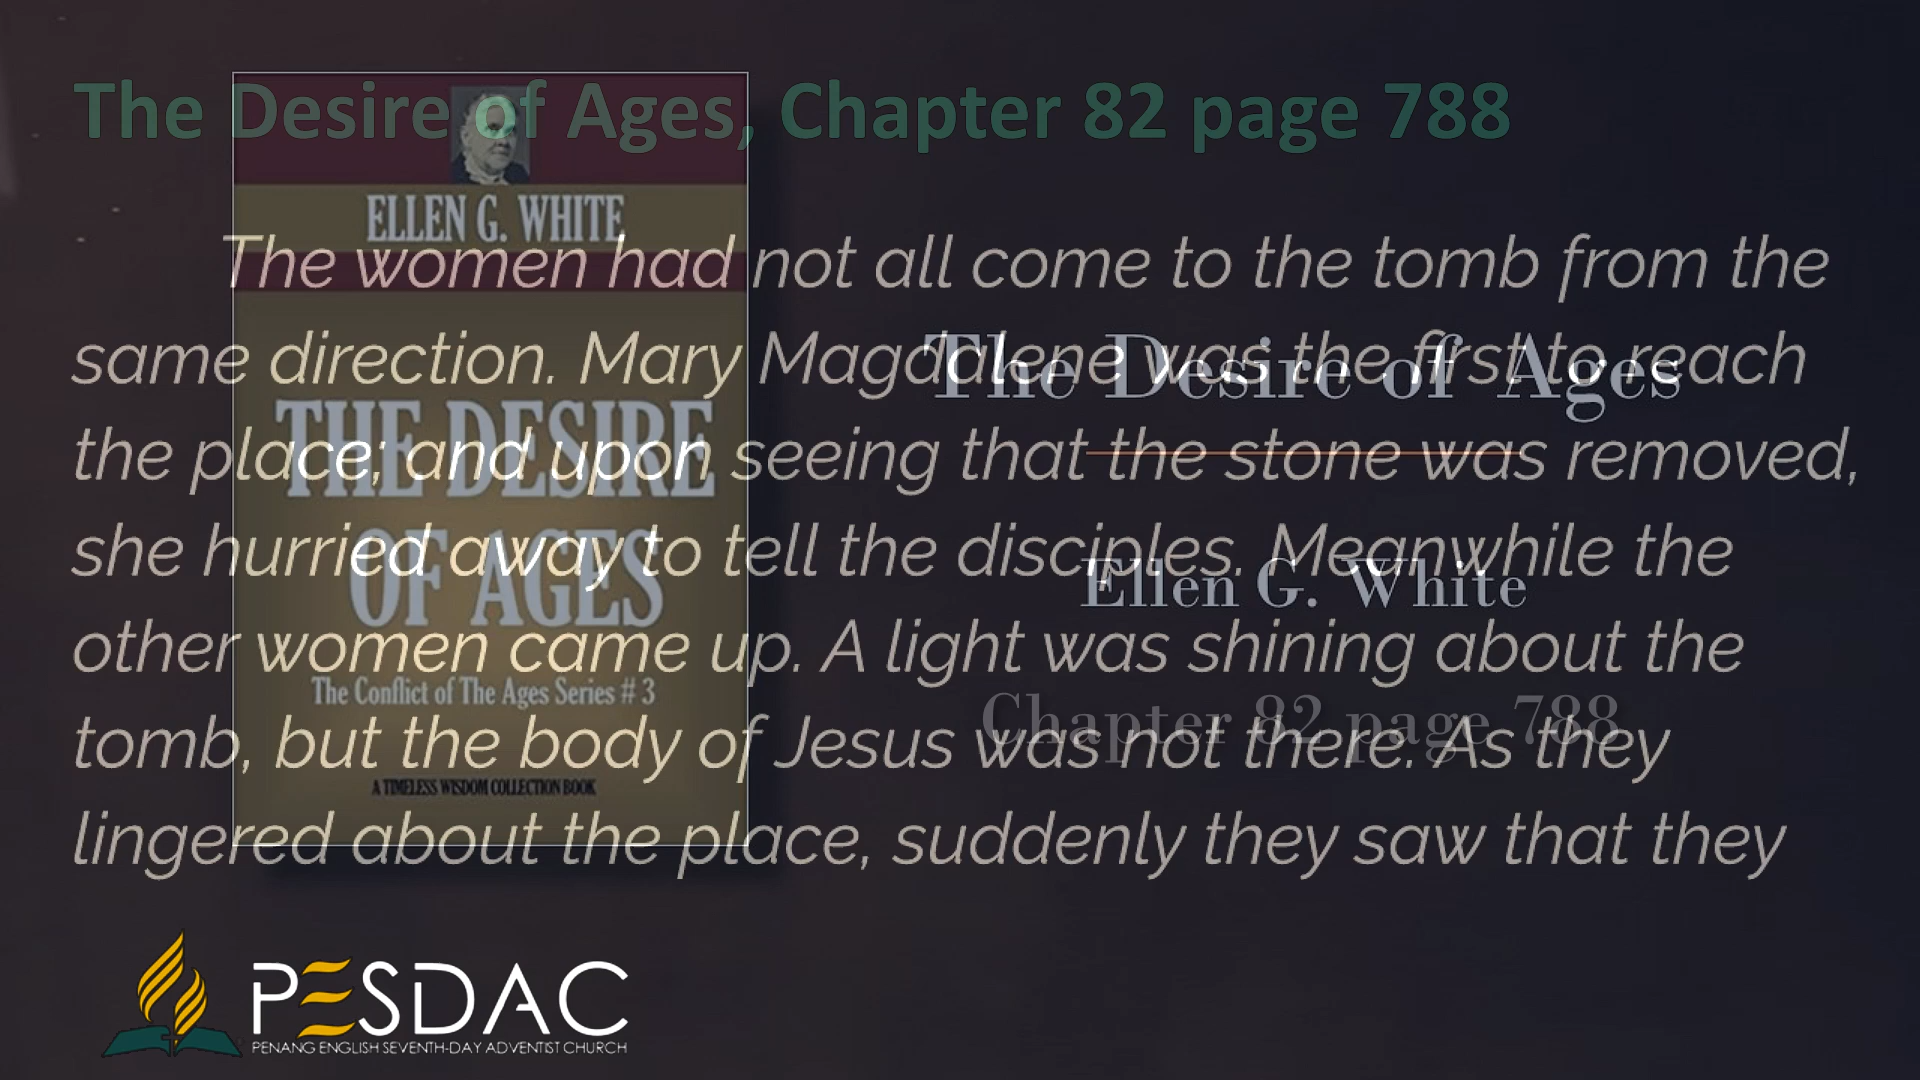 The Desire of Ages, Chapter 82 page 788
ELLEN G. WHITE
THE DESIRE
OF AGES
The Conflict of The Ages Series # 3
A TIMELESS WISDOM COLLECTION BOOK
The women had not all come to the tomb from the
same direction. Mary Magdalene was the first to reach
the place; and upon seeing that the stone was removed,
she hurried away to tell the disciples. Meanwhile the
other women came up. A light was shining about the
tomb, but the body of Jesus was not there. As they
lingered about the place, suddenly they saw that they
The Desire of Ages
Ellen G. White
Chapter 82 page 788
PESDAC
PENANG ENGLISH SEVENTH-DAY ADVENTIST CHURCH